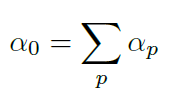 α₀ = ∑ₚ αₚ